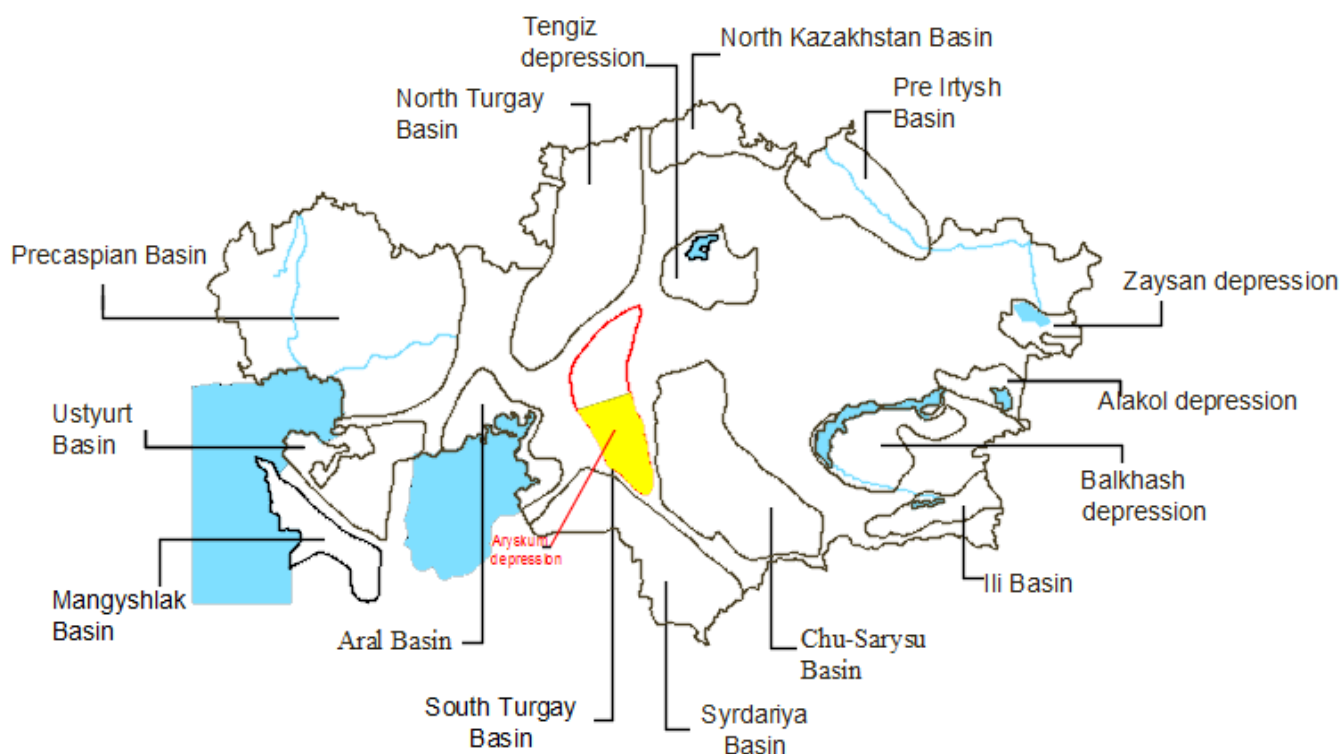 Tengiz
depression
North Kazakhstan Basin
Pre Irtysh
Basin
North Turgay
Basin
Precaspian Basin
Zaysan depression
Ustyurt
Basin
Alakol depression
Balkhash
depression
Aryskum
depression
Ili Basin
Mangyshlak
Basin
Aral Basin
Chu-Sarysu
Basin
South Turgay
Basin
Syrdariya
Basin